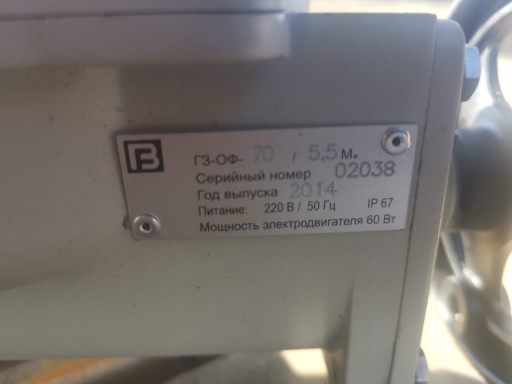 ГЗ-ОФ- 70 / 5,5 М.
Серийный номер 02038
Год выпуска 2014
Питание: 220 В / 50 Гц IP 67
Мощность электродвигателя 60 Вт